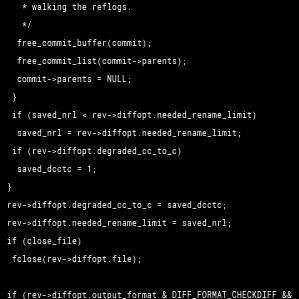 * walking the reflogs.
*/
free_commit_buffer(commit);
free_commit_list(commit->parents);
commit->parents = NULL;
}
if (saved_nrl < rev->diffopt.needed_rename_limit)
saved_nrl = rev->diffopt.needed_rename_limit;
if (rev->diffopt.degraded_cc_to_c)
saved_dcctc = 1;
}
rev->diffopt.degraded_cc_to_c = saved_dcctc;
rev->diffopt.needed_rename_limit = saved_nrl;
if (close_file)
fclose(rev->diffopt.file);
if (rev->diffopt.output_format & DIFF_FORMAT_CHECKDIFF &&